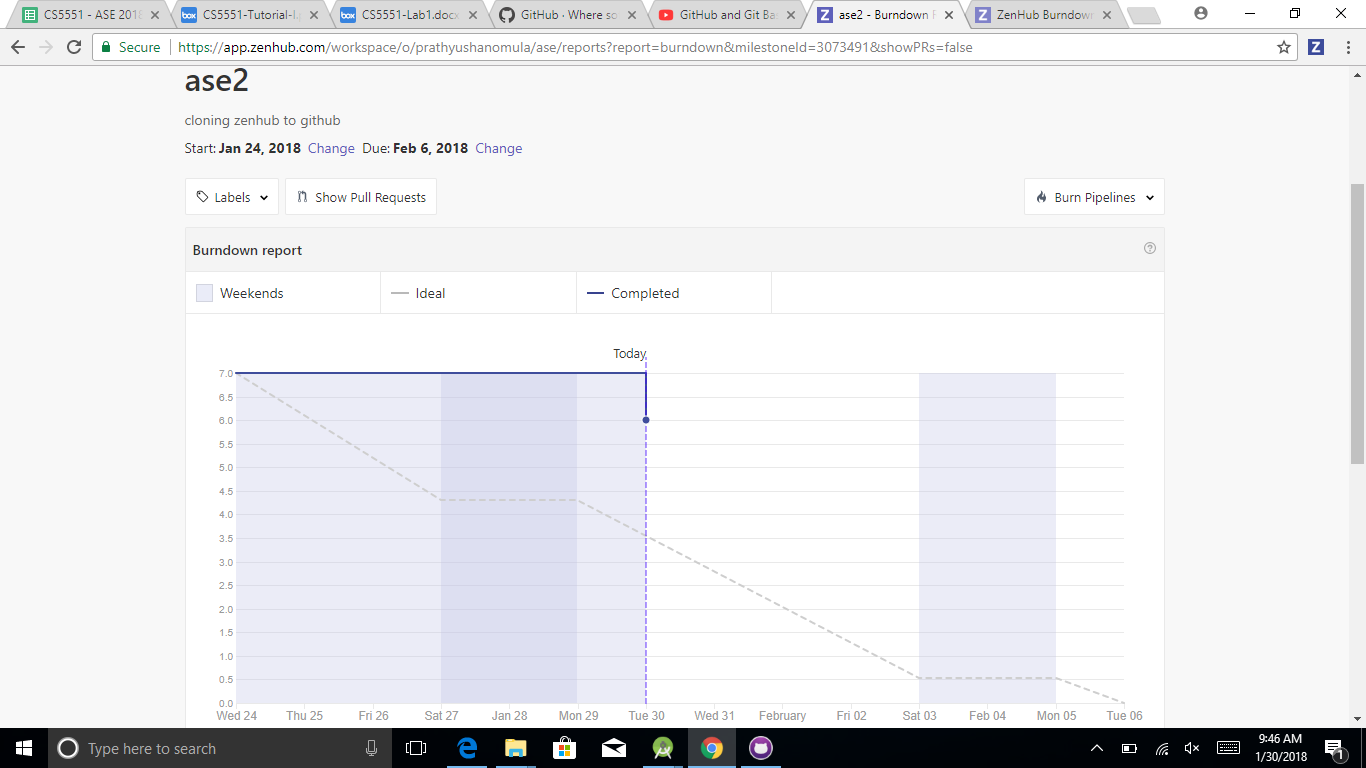 CS5551 - ASE 2018
CS5551-Tutorial-I.p
CS5551-Lab1.docx
GitHub · Where so
GitHub and Git Bas
ase2 - Burndown R
ZenHub Burndown
Secure https://app.zenhub.com/workspace/o/prathyushanomula/ase/reports?report=burndown&milestoneId=3073491&showPRs=false
ase2
cloning zenhub to github
Start: Jan 24, 2018 Change Due: Feb 6, 2018 Change
Labels Show Pull Requests Burn Pipelines
Burndown report
Weekends Ideal Completed
Today
7.0
6.5
6.0
5.5
5.0
4.5
4.0
3.5
3.0
2.5
2.0
1.5
1.0
0.5
0.0
Wed 24 Thu 25 Fri 26 Sat 27 Jan 28 Mon 29 Tue 30 Wed 31 February Fri 02 Sat 03 Feb 04 Mon 05 Tue 06
Type here to search
9:46 AM
1/30/2018
1